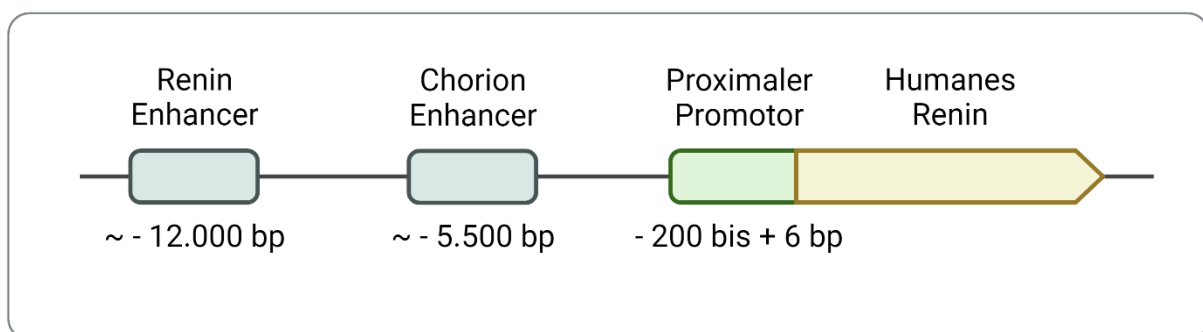 Renin
Enhancer
Chorion
Enhancer
Proximaler
Promotor
Humanes
Renin
~ - 12.000 bp
~ - 5.500 bp
- 200 bis + 6 bp